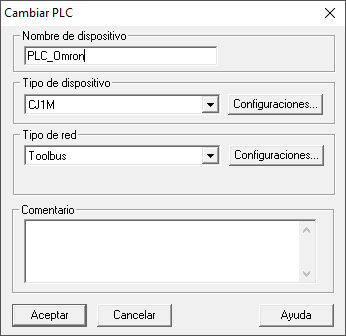 Cambiar PLC
Nombre de dispositivo
PLC_Omron
Tipo de dispositivo
CJ1M
Configuraciones...
Tipo de red
Toolbus
Configuraciones...
Comentario
Aceptar
Cancelar
Ayuda